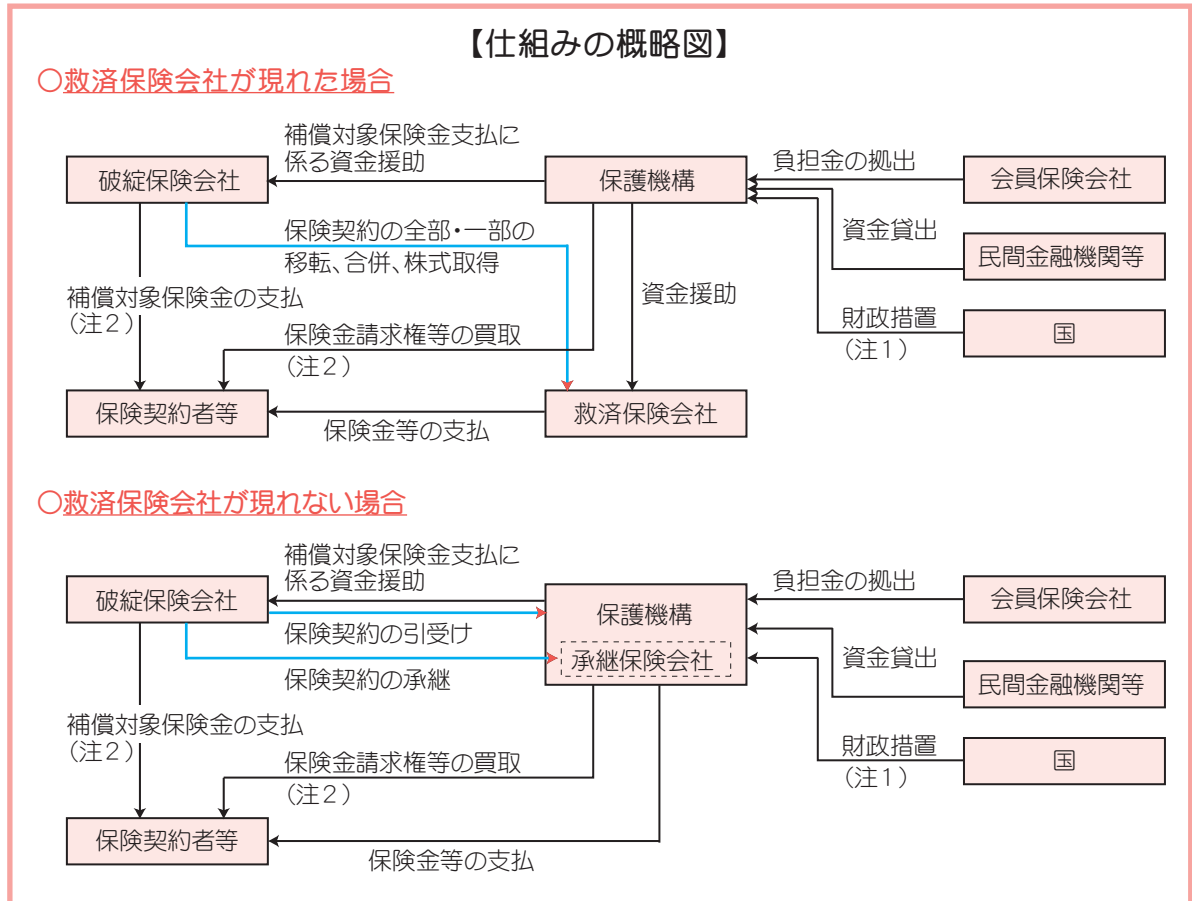 【仕組みの概略図】
○救済保険会社が現れた場合
補償対象保険金支払に
係る資金援助
破綻保険会社
保護機構
負担金の拠出
会員保険会社
保険契約の全部・一部の
移転、合併、株式取得
資金貸出
民間金融機関等
補償対象保険金の支払
(注2)
資金援助
保険金請求権等の買取
(注2)
財政措置
(注1)
国
保険契約者等
保険金等の支払
救済保険会社
○救済保険会社が現れない場合
補償対象保険金支払に
係る資金援助
破綻保険会社
保護機構
負担金の拠出
会員保険会社
保険契約の引受け
承継保険会社
保険契約の承継
資金貸出
民間金融機関等
補償対象保険金の支払
(注2)
保険金請求権等の買取
(注2)
財政措置
(注1)
国
保険契約者等
保険金等の支払